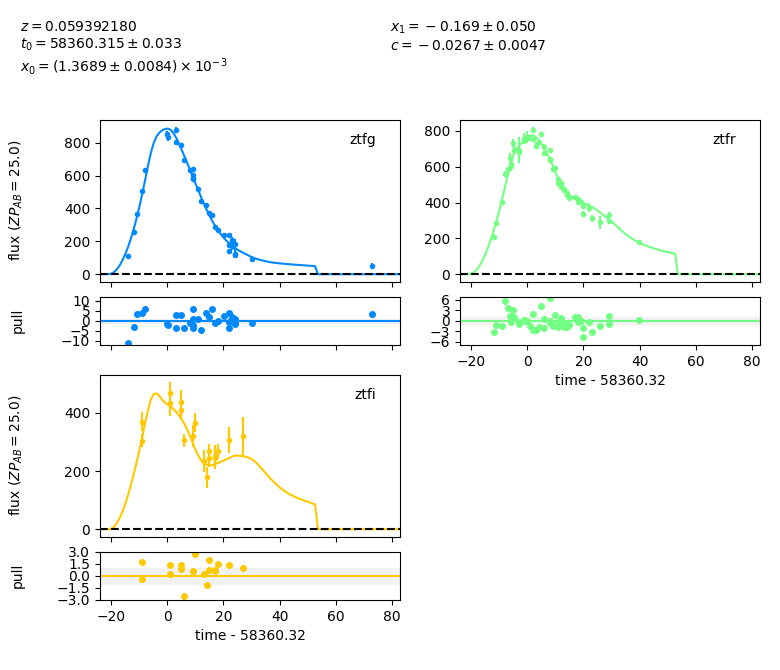 z = 0.059392180
t₀ = 58360.315 ± 0.033
x₀ = (1.3689 ± 0.0084) × 10⁻³
x₁ = −0.169 ± 0.050
c = −0.0267 ± 0.0047
flux (ZP_AB = 25.0)
800
600
400
200
0
ztfg
pull
10
5
0
−5
−10
800
600
400
200
0
ztfr
6
3
0
−3
−6
−20 0 20 40 60 80
time - 58360.32
flux (ZP_AB = 25.0)
400
200
0
ztfi
pull
3.0
1.5
0.0
−1.5
−3.0
−20 0 20 40 60 80
time - 58360.32